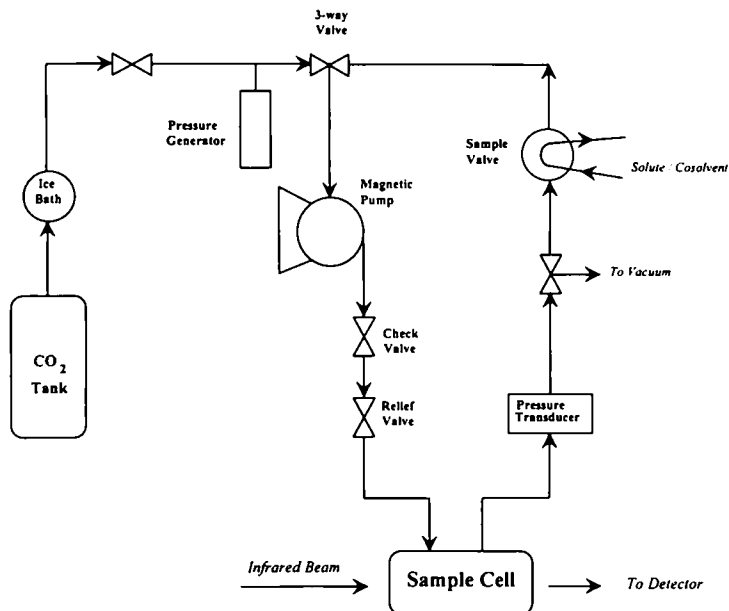 3-way
Valve
Pressure
Generator
Sample
Valve
Solute / Cosolvent
Ice
Bath
Magnetic
Pump
To Vacuum
CO2
Tank
Check
Valve
Relief
Valve
Pressure
Transducer
Infrared Beam
Sample Cell
To Detector